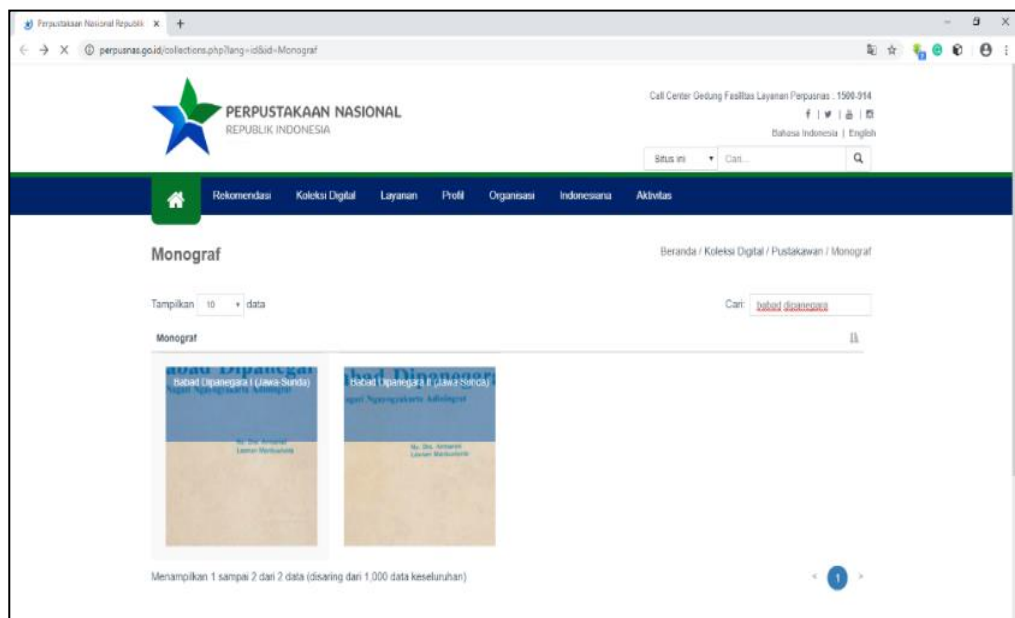 Perpustakaan Nasional Republik
perpusnas.go.id/collections.php?lang=id&id=Monograf
PERPUSTAKAAN NASIONAL
REPUBLIK INDONESIA
Call Center Gedung Fasilitas Layanan Perpusnas : 1500-914
Bahasa Indonesia | English
Situs ini
Cari...
Rekomendasi Koleksi Digital Layanan Profil Organisasi Indonesiana Aktivitas
Monograf
Beranda / Koleksi Digital / Pustakawan / Monograf
Tampilkan 10 data
Cari: babad dipanegara
Monograf
Babad Dipanegara I (Jawa-Sunda)
Babad Dipanegara II (Jawa-Sunda)
Menampilkan 1 sampai 2 dari 2 data (disaring dari 1,000 data keseluruhan)
< 1 >